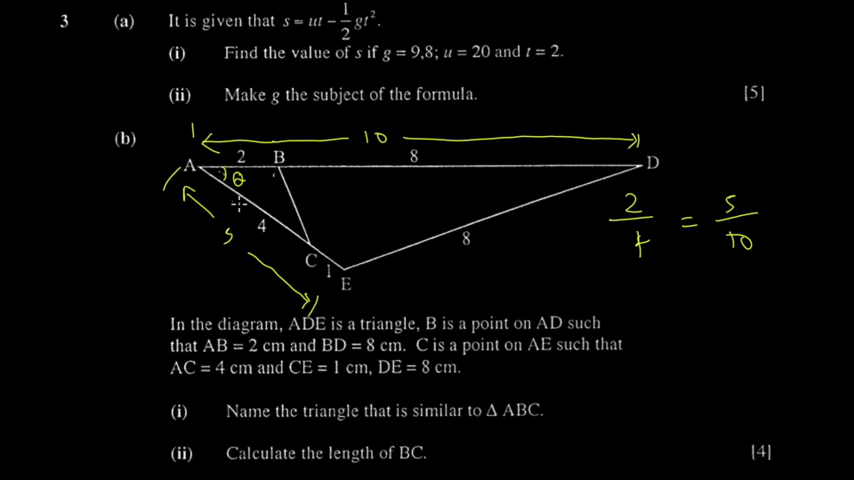 3 (a) It is given that s = ut − 1/2 gt².
(i) Find the value of s if g = 9,8; u = 20 and t = 2.
(ii) Make g the subject of the formula. [5]
(b)
1
10
A 2 B 8 D
θ
4
5
8
C 1
E
2/4 = 5/10
In the diagram, ADE is a triangle, B is a point on AD such
that AB = 2 cm and BD = 8 cm. C is a point on AE such that
AC = 4 cm and CE = 1 cm, DE = 8 cm.
(i) Name the triangle that is similar to Δ ABC.
(ii) Calculate the length of BC. [4]